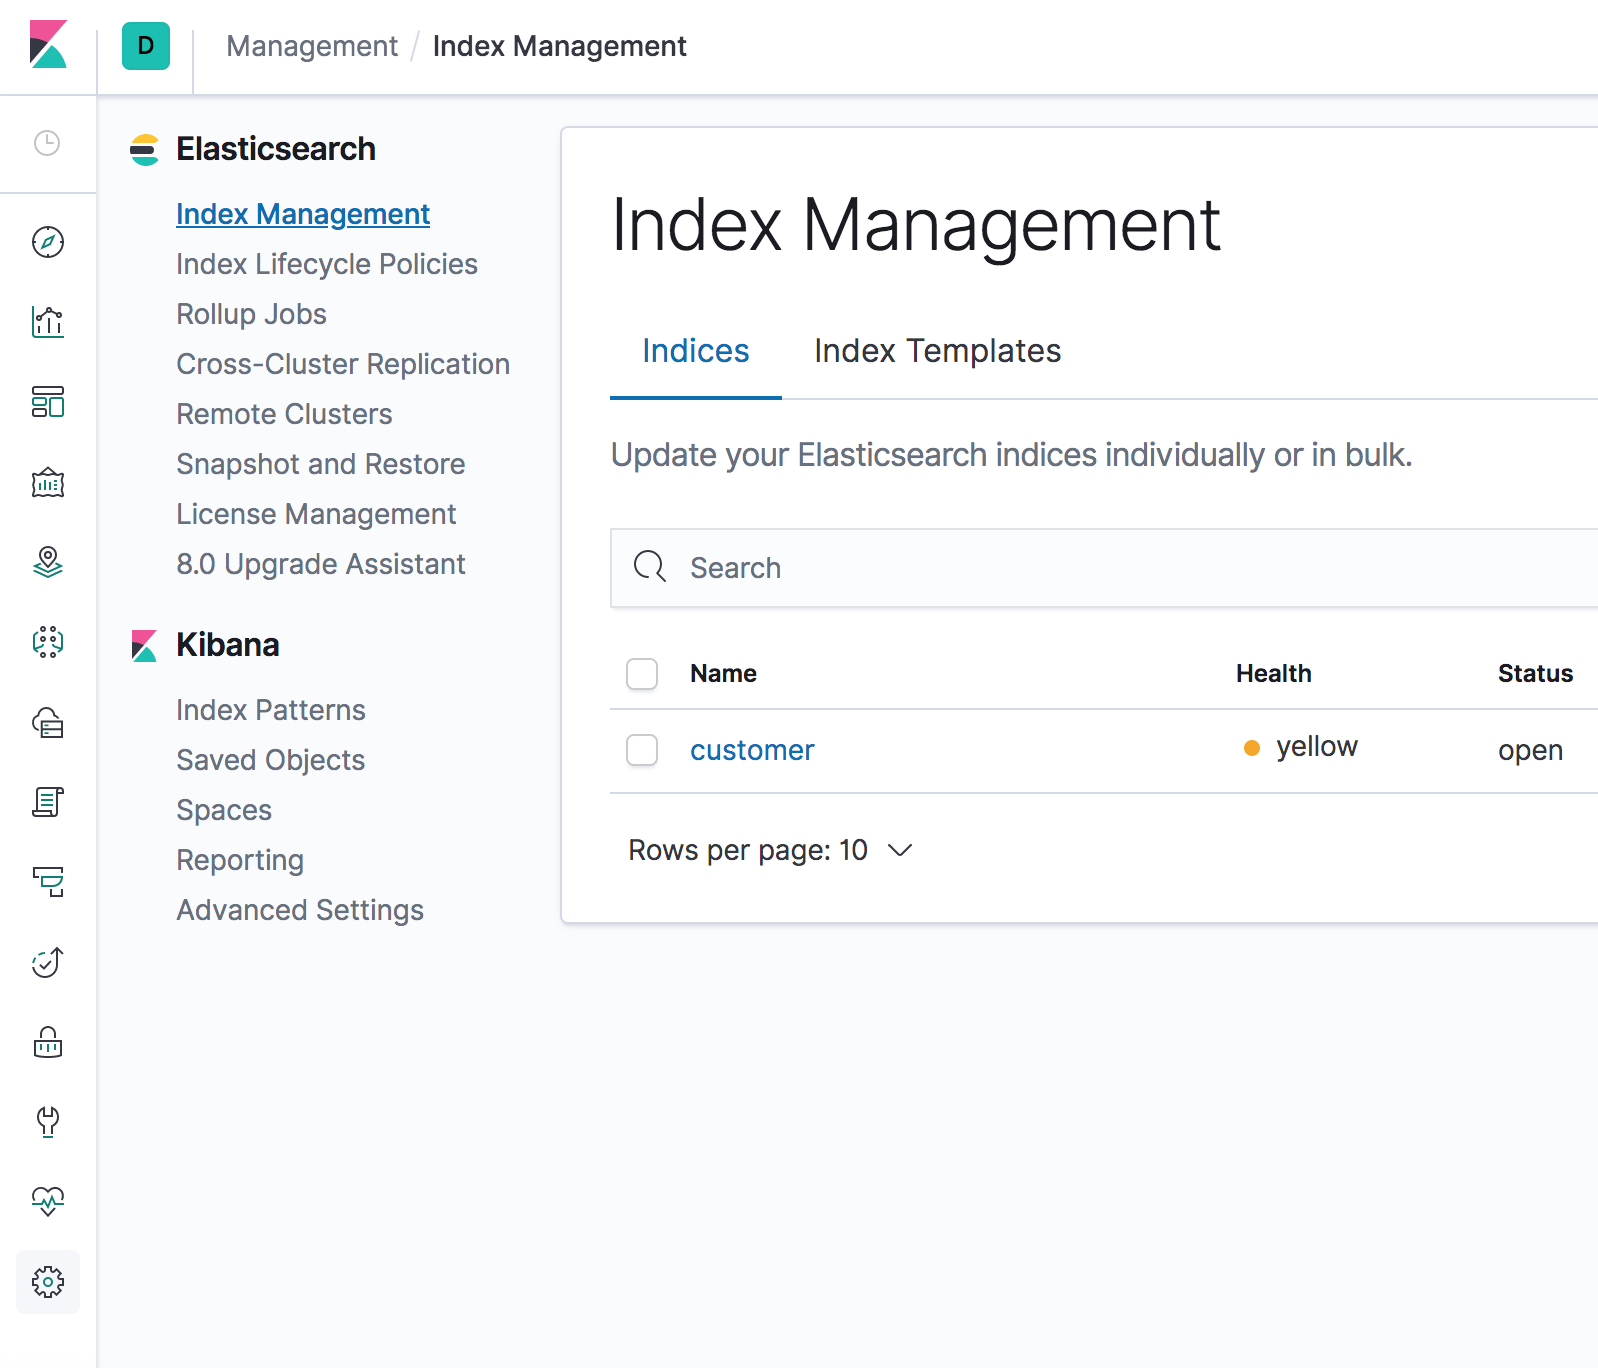 D
Management / Index Management
Elasticsearch
Index Management
Index Lifecycle Policies
Rollup Jobs
Cross-Cluster Replication
Remote Clusters
Snapshot and Restore
License Management
8.0 Upgrade Assistant
Kibana
Index Patterns
Saved Objects
Spaces
Reporting
Advanced Settings
Index Management
Indices Index Templates
Update your Elasticsearch indices individually or in bulk.
Search
Name Health Status
customer yellow open
Rows per page: 10